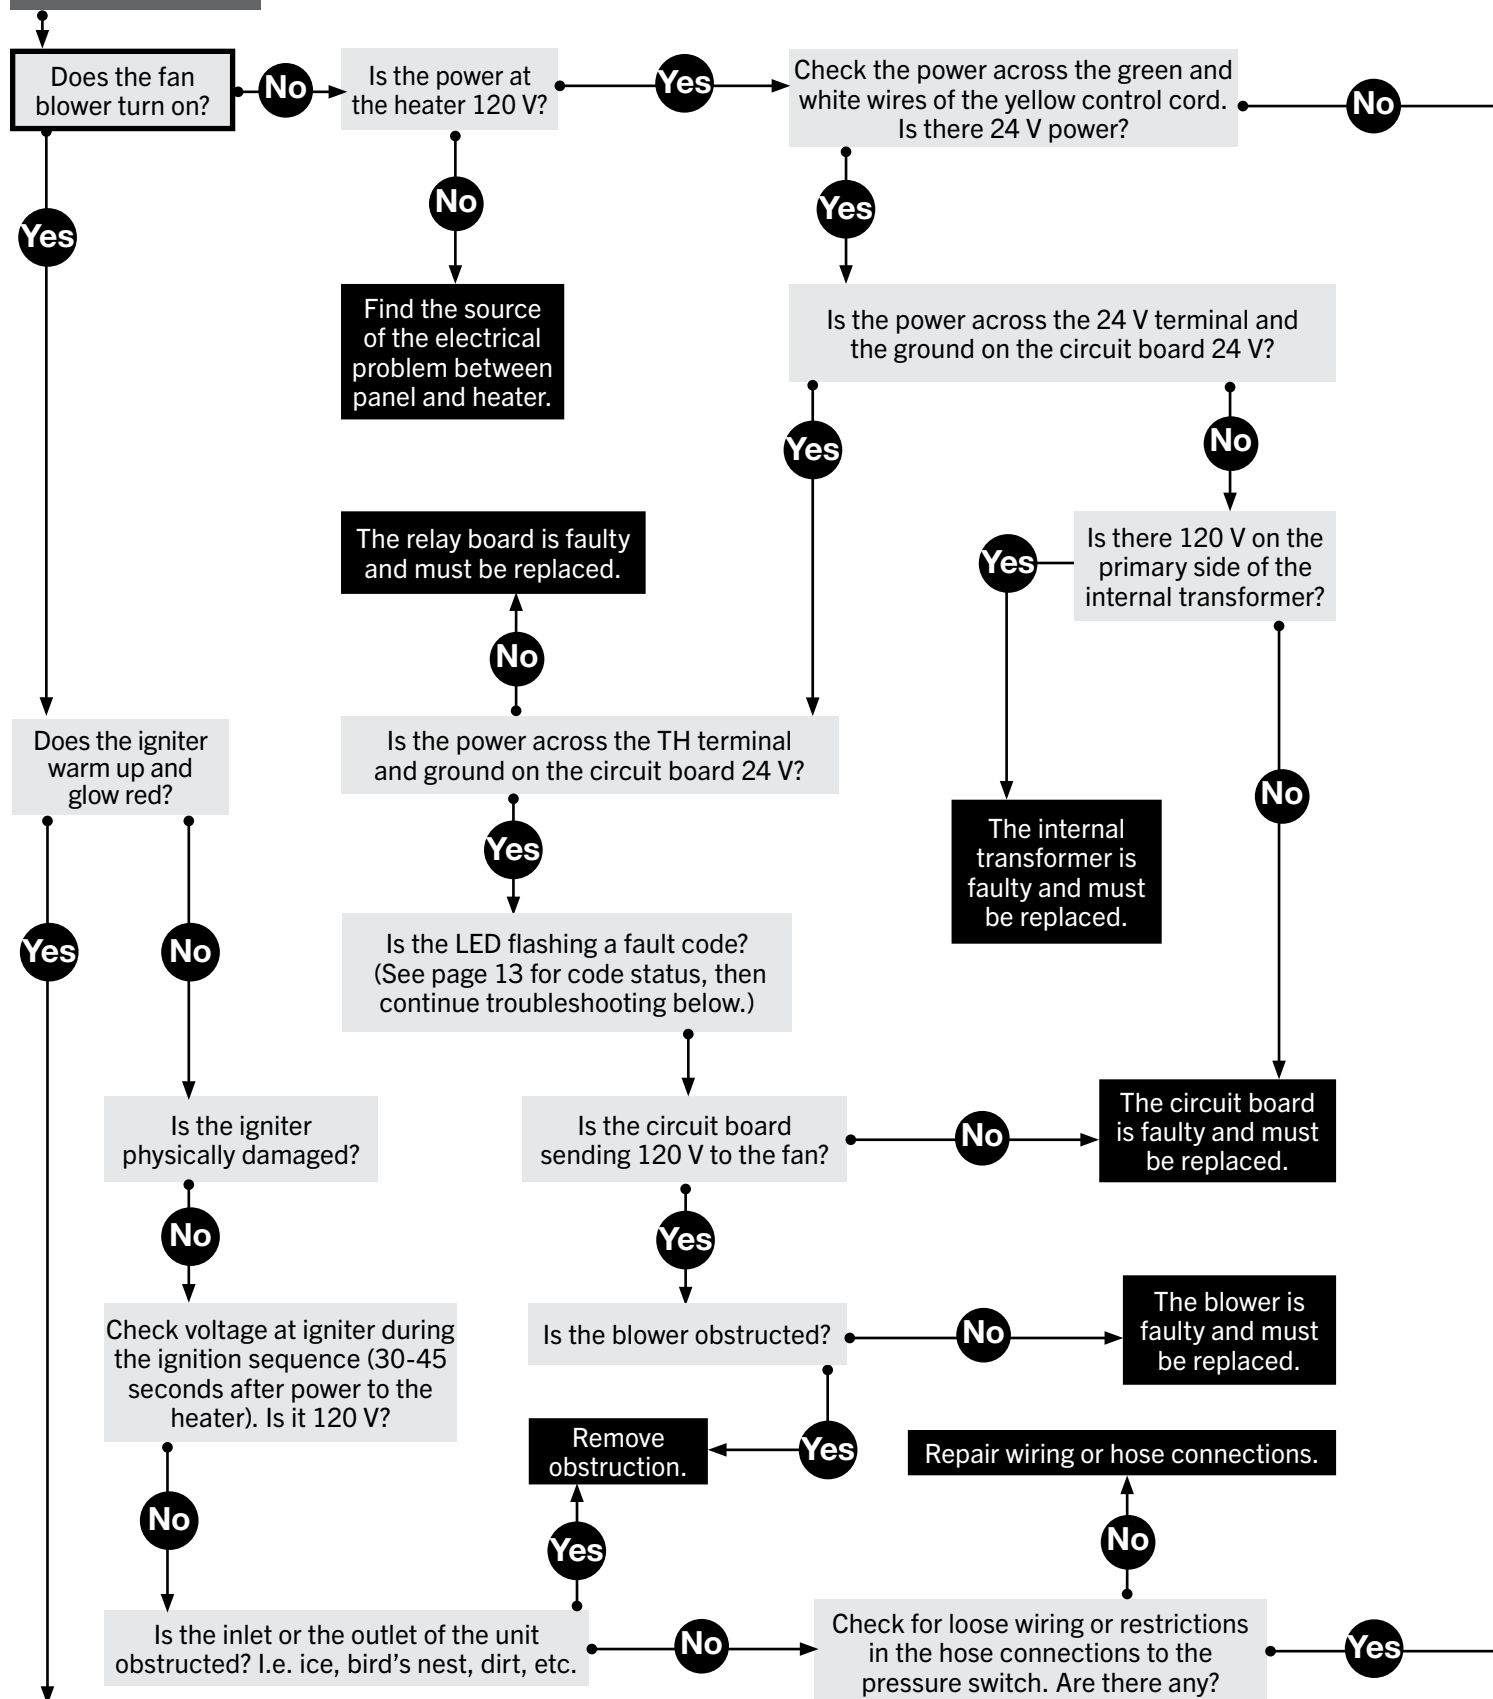 Does the fan
blower turn on?
No
Is the power at
the heater 120 V?
Yes
Check the power across the green and
white wires of the yellow control cord.
Is there 24 V power?
No
Yes
No
Yes
Find the source
of the electrical
problem between
panel and heater.
Is the power across the 24 V terminal and
the ground on the circuit board 24 V?
Yes
No
The relay board is faulty
and must be replaced.
Yes
Is there 120 V on the
primary side of the
internal transformer?
No
Does the igniter
warm up and
glow red?
Is the power across the TH terminal
and ground on the circuit board 24 V?
No
Yes
The internal
transformer is
faulty and must
be replaced.
Yes
No
Is the LED flashing a fault code?
(See page 13 for code status, then
continue troubleshooting below.)
Is the igniter
physically damaged?
Is the circuit board
sending 120 V to the fan?
No
The circuit board
is faulty and must
be replaced.
No
Yes
Check voltage at igniter during
the ignition sequence (30-45
seconds after power to the
heater). Is it 120 V?
Is the blower obstructed?
No
The blower is
faulty and must
be replaced.
Remove
obstruction.
Yes
Repair wiring or hose connections.
No
Yes
No
Is the inlet or the outlet of the unit
obstructed? I.e. ice, bird's nest, dirt, etc.
No
Check for loose wiring or restrictions
in the hose connections to the
pressure switch. Are there any?
Yes